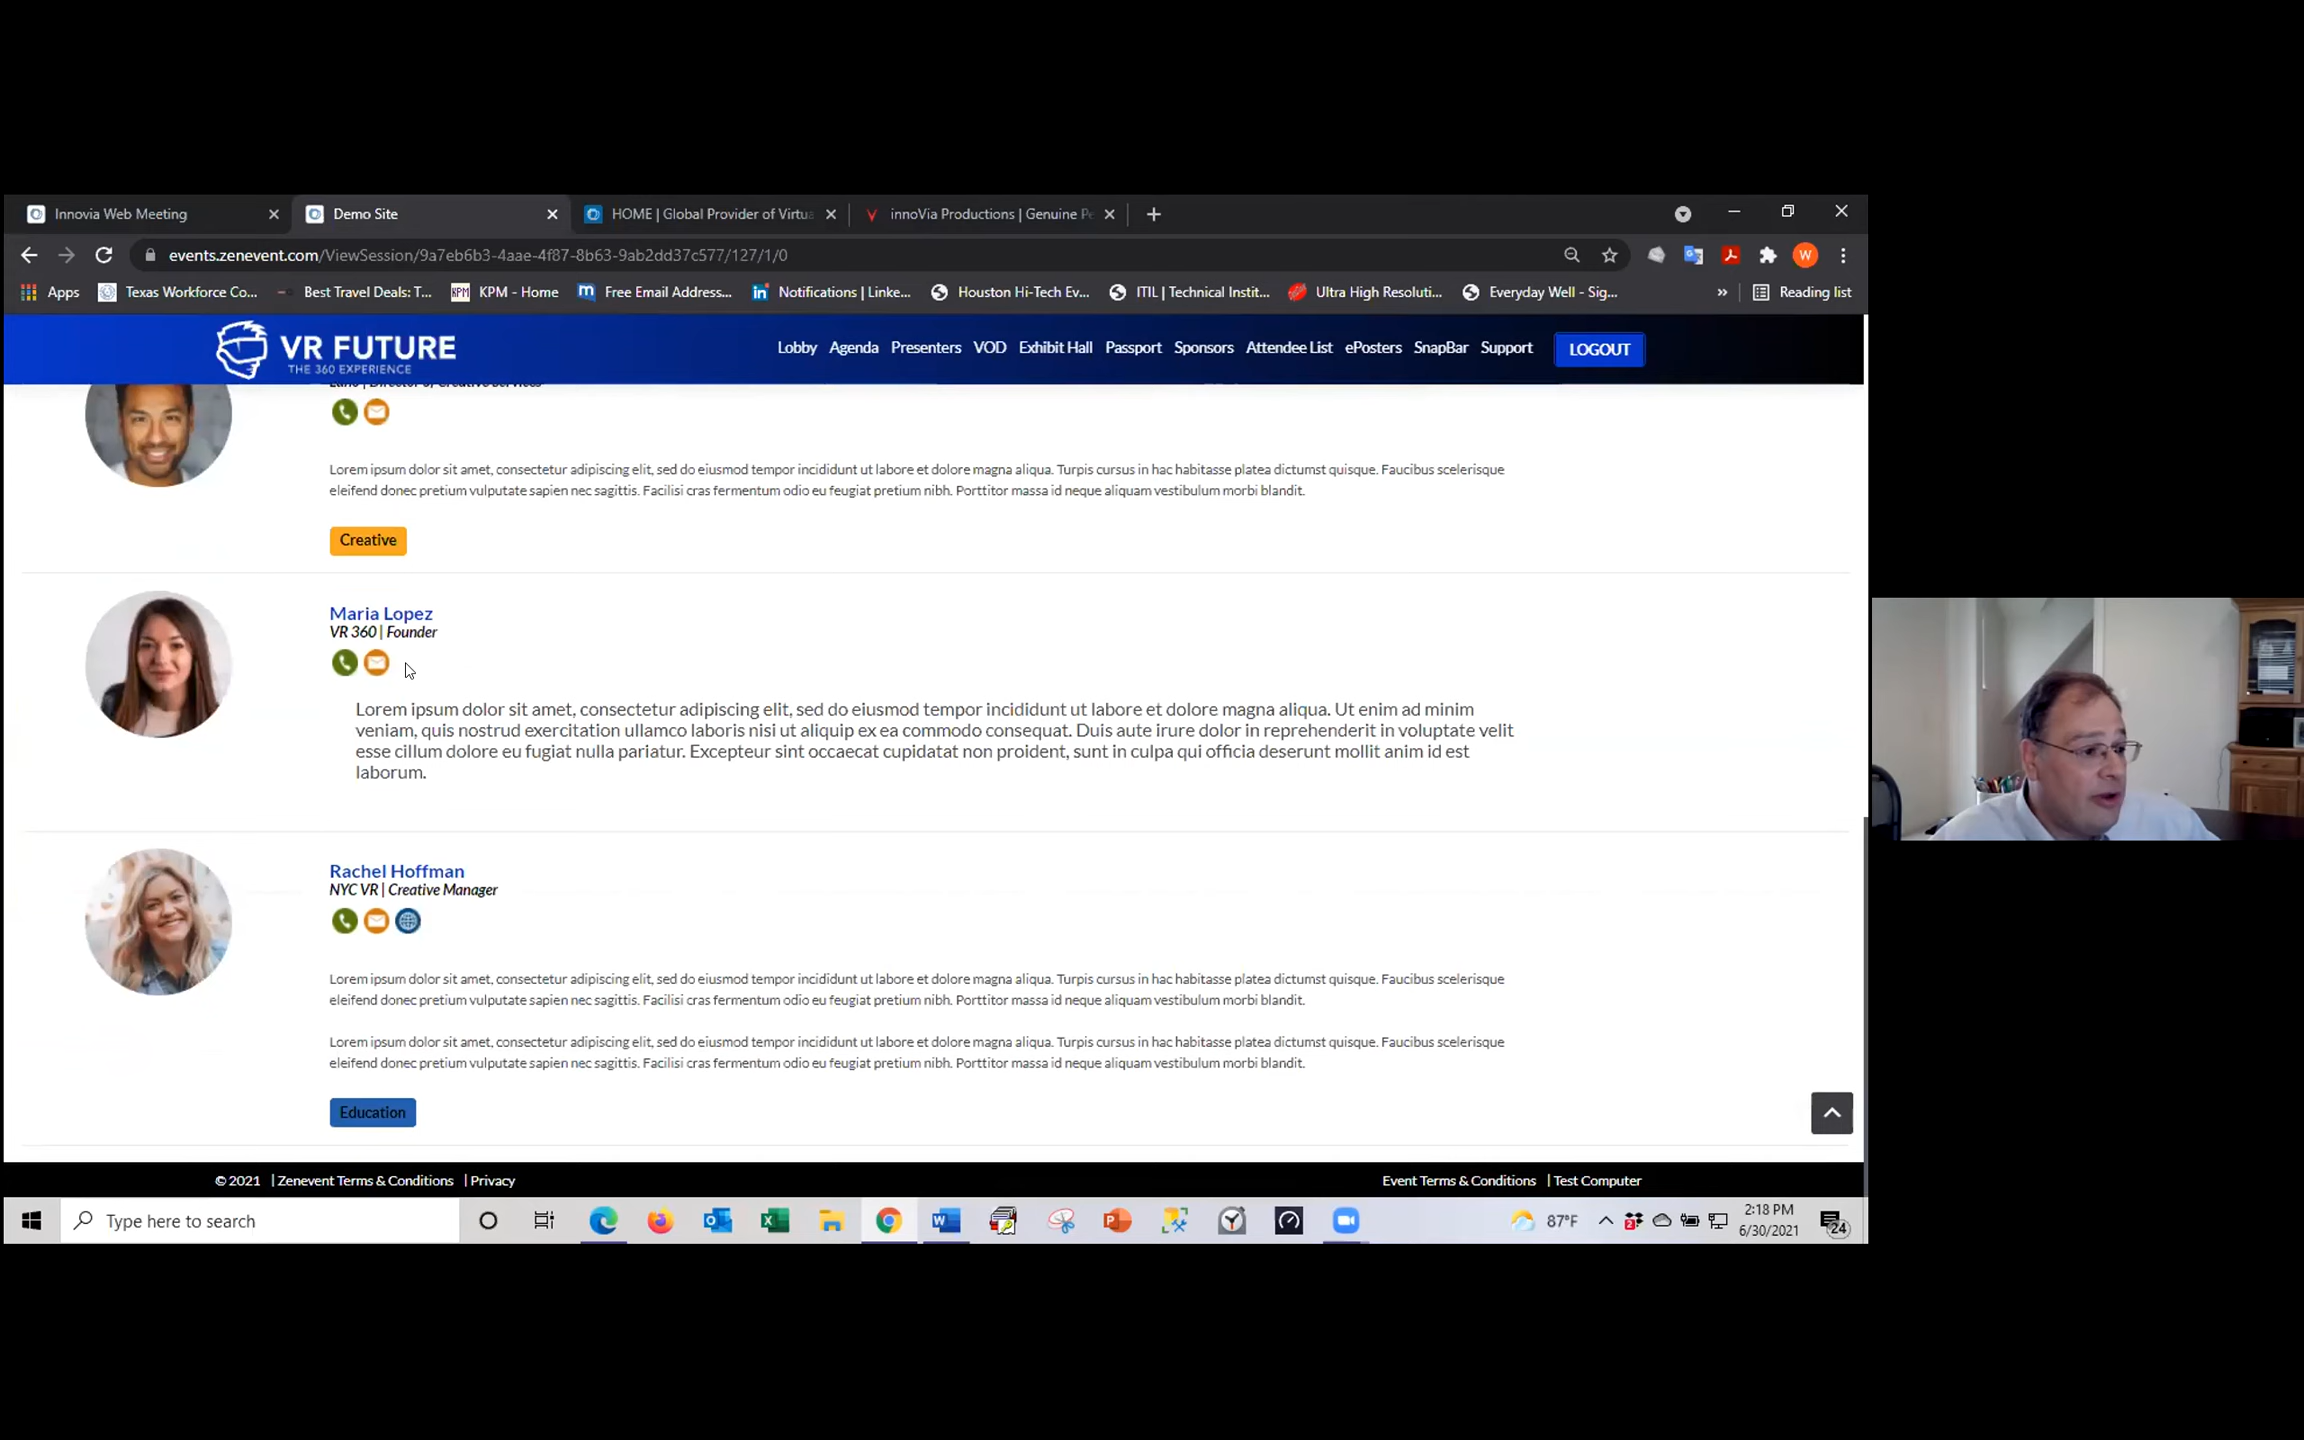 Innovia Web Meeting
Demo Site
HOME | Global Provider of Virtu
innoVia Productions | Genuine Pe
events.zenevent.com/ViewSession/9a7eb6b3-4aae-4f87-8b63-9ab2dd37c577/127/1/0
W
Apps
Texas Workforce Co...
Best Travel Deals: T...
KPM - Home
Free Email Address...
Notifications | Linke...
Houston Hi-Tech Ev...
ITIL | Technical Instit...
Ultra High Resoluti...
Everyday Well - Sig...
»
Reading list
VR FUTURE
THE 360 EXPERIENCE
Lobby Agenda Presenters VOD Exhibit Hall Passport Sponsors Attendee List ePosters SnapBar Support
LOGOUT
Lorem ipsum dolor sit amet, consectetur adipiscing elit, sed do eiusmod tempor incididunt ut labore et dolore magna aliqua. Turpis cursus in hac habitasse platea dictumst quisque. Faucibus scelerisque
eleifend donec pretium vulputate sapien nec sagittis. Facilisi cras fermentum odio eu feugiat pretium nibh. Porttitor massa id neque aliquam vestibulum morbi blandit.
Creative
Maria Lopez
VR 360 | Founder
Lorem ipsum dolor sit amet, consectetur adipiscing elit, sed do eiusmod tempor incididunt ut labore et dolore magna aliqua. Ut enim ad minim
veniam, quis nostrud exercitation ullamco laboris nisi ut aliquip ex ea commodo consequat. Duis aute irure dolor in reprehenderit in voluptate velit
esse cillum dolore eu fugiat nulla pariatur. Excepteur sint occaecat cupidatat non proident, sunt in culpa qui officia deserunt mollit anim id est
laborum.
Rachel Hoffman
NYC VR | Creative Manager
Lorem ipsum dolor sit amet, consectetur adipiscing elit, sed do eiusmod tempor incididunt ut labore et dolore magna aliqua. Turpis cursus in hac habitasse platea dictumst quisque. Faucibus scelerisque
eleifend donec pretium vulputate sapien nec sagittis. Facilisi cras fermentum odio eu feugiat pretium nibh. Porttitor massa id neque aliquam vestibulum morbi blandit.
Lorem ipsum dolor sit amet, consectetur adipiscing elit, sed do eiusmod tempor incididunt ut labore et dolore magna aliqua. Turpis cursus in hac habitasse platea dictumst quisque. Faucibus scelerisque
eleifend donec pretium vulputate sapien nec sagittis. Facilisi cras fermentum odio eu feugiat pretium nibh. Porttitor massa id neque aliquam vestibulum morbi blandit.
Education
© 2021 | Zenevent Terms & Conditions | Privacy
Event Terms & Conditions | Test Computer
Type here to search
87°F
2:18 PM
6/30/2021
24